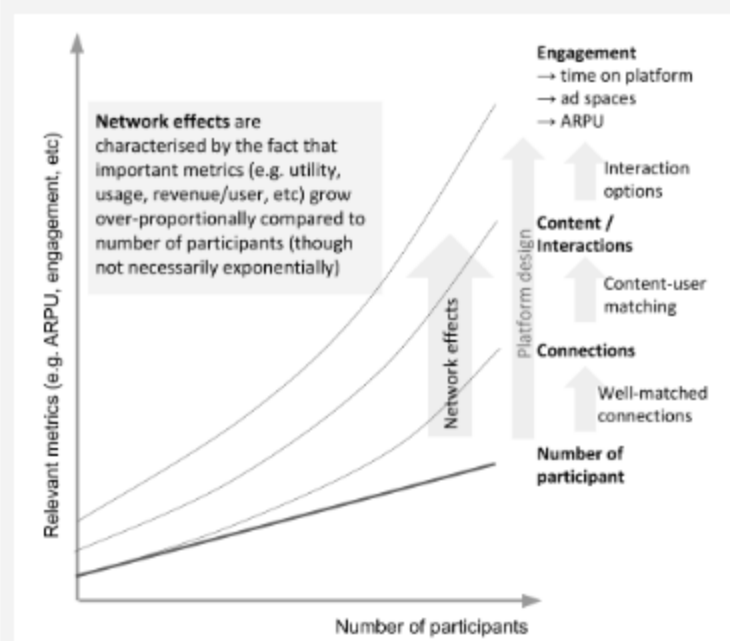 Engagement
→ time on platform
→ ad spaces
→ ARPU
Network effects are
characterised by the fact that
important metrics (e.g. utility,
usage, revenue/user, etc) grow
over-proportionally compared to
number of participants (though
not necessarily exponentially)
Interaction
options
Content /
Interactions
Content-user
matching
Connections
Well-matched
connections
Number of
participant
Platform design
Network effects
Relevant metrics (e.g. ARPU, engagement, etc)
Number of participants